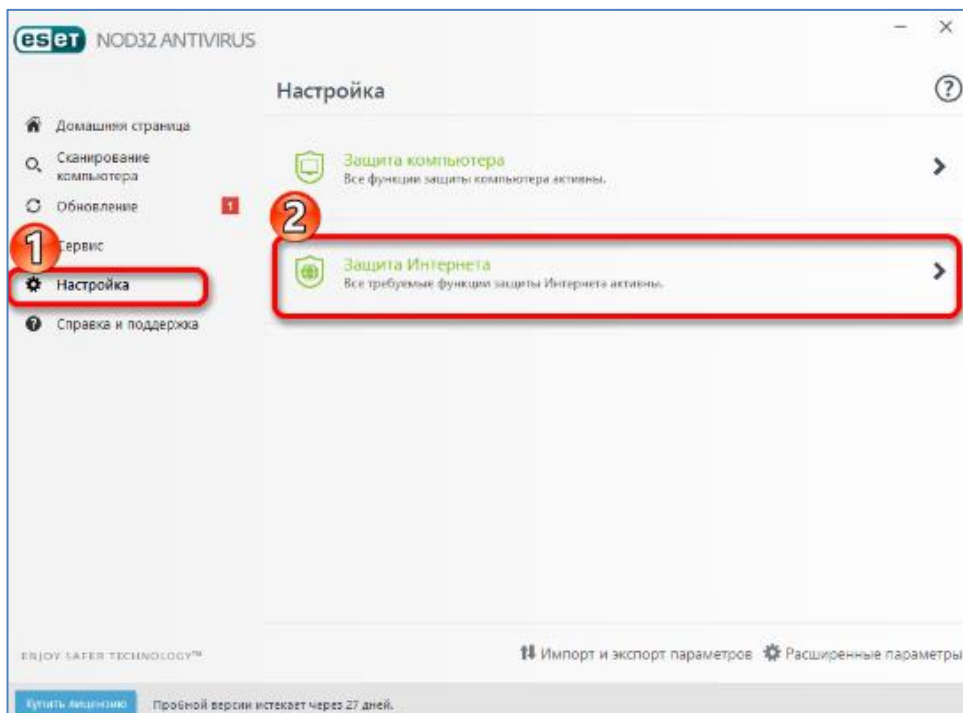 eset NOD32 ANTIVIRUS
Настройка
?
Домашняя страница
Сканирование
компьютера
Обновление 1
Сервис
Настройка
Справка и поддержка
1
2
Защита компьютера
Все функции защиты компьютера активны.
Защита Интернета
Все требуемые функции защиты Интернета активны.
ENJOY SAFER TECHNOLOGY™
Импорт и экспорт параметров Расширенные параметры
Купить лицензию Пробной версии истекает через 27 дней.